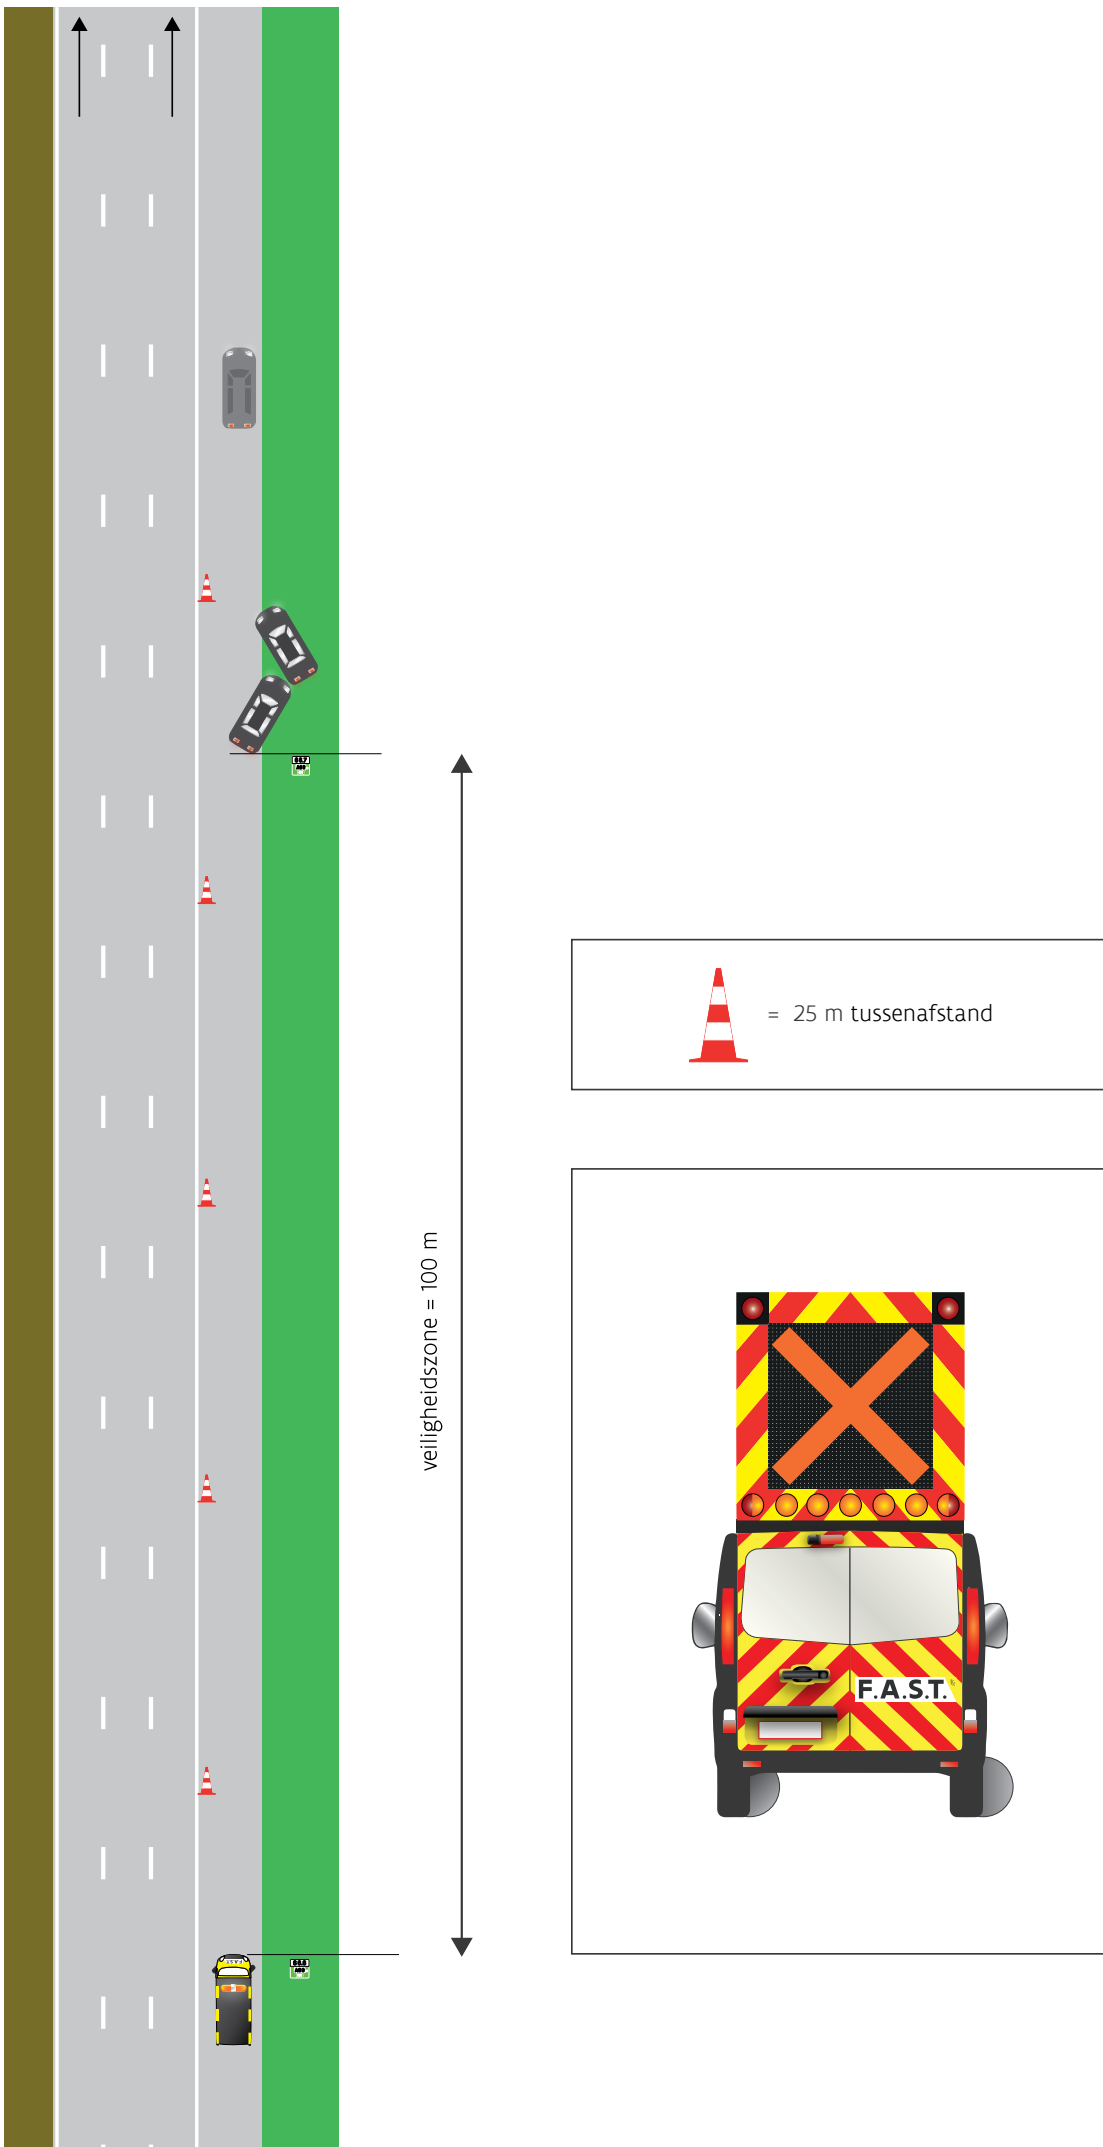 = 25 m tussenafstand
veiligheidszone = 100 m
F.A.S.T.
F.A.S.T.